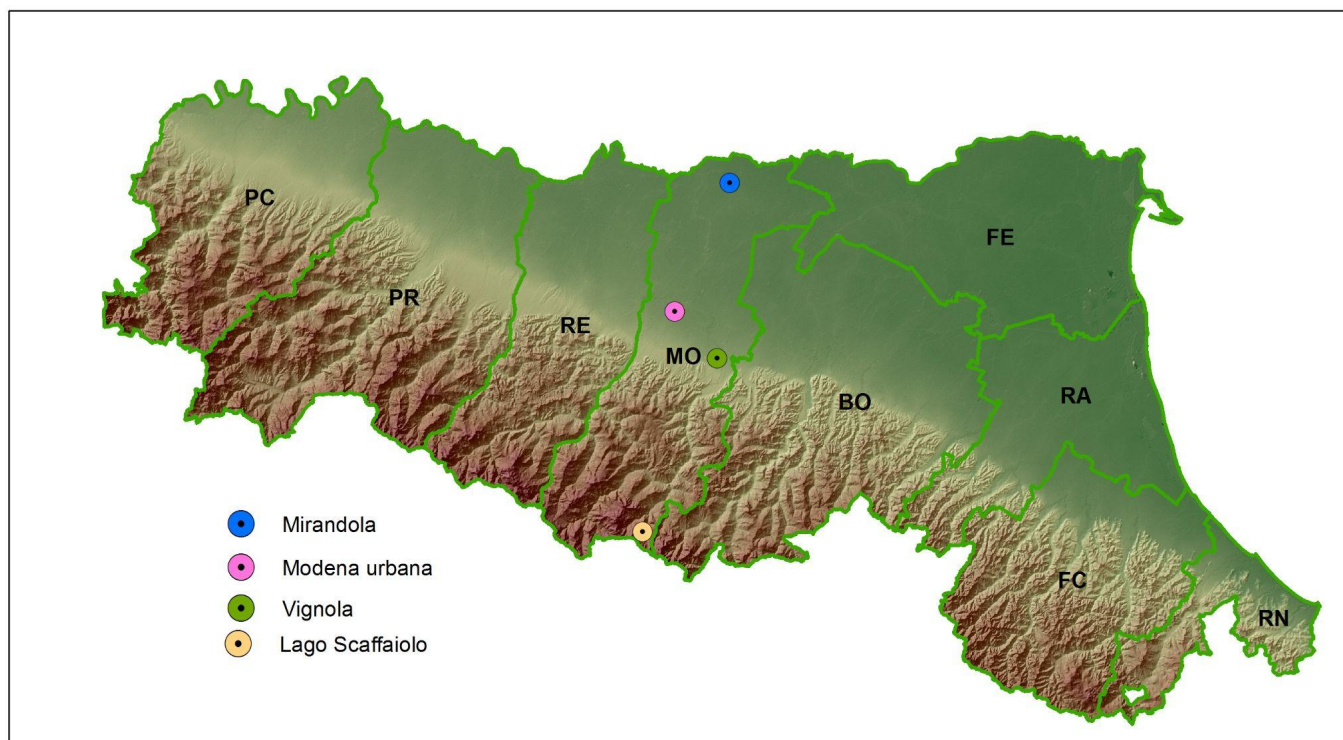 PC
FE
PR
RE
MO
RA
BO
FC
RN
Mirandola
Modena urbana
Vignola
Lago Scaffaiolo